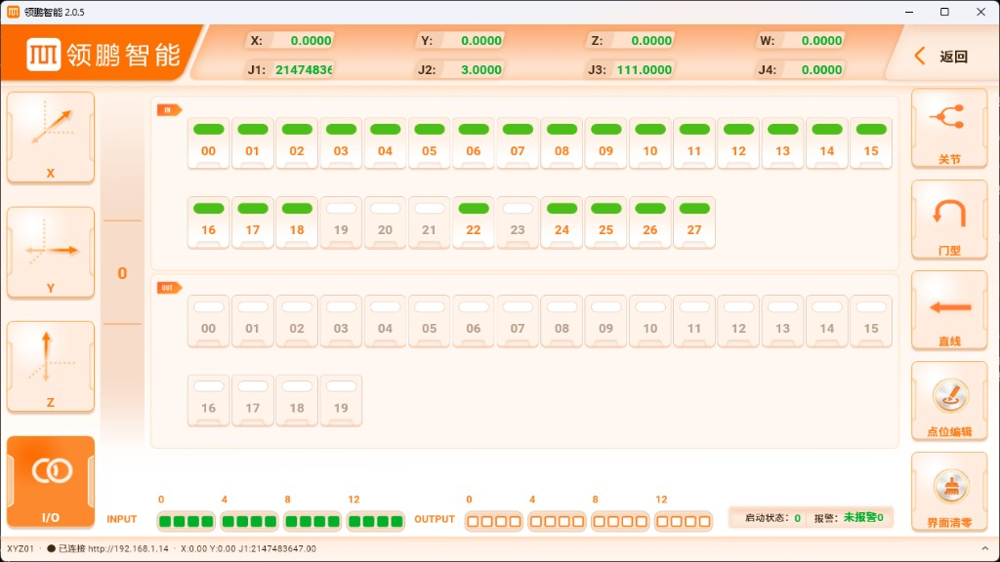 领鹏智能 2.0.5
领鹏智能
X: 0.0000 Y: 0.0000 Z: 0.0000 W: 0.0000
J1: 21474836 J2: 3.0000 J3: 111.0000 J4: 0.0000
返回
X
Y
Z
I/O
0
IN
00 01 02 03 04 05 06 07 08 09 10 11 12 13 14 15
16 17 18 19 20 21 22 23 24 25 26 27
OUT
00 01 02 03 04 05 06 07 08 09 10 11 12 13 14 15
16 17 18 19
关节
门型
直线
点位编辑
界面清零
0 4 8 12 0 4 8 12
INPUT OUTPUT
启动状态: 0 报警: 未报警0
XYZ01 · ● 已连接 http://192.168.1.14 · X:0.00 Y:0.00 J1:2147483647.00